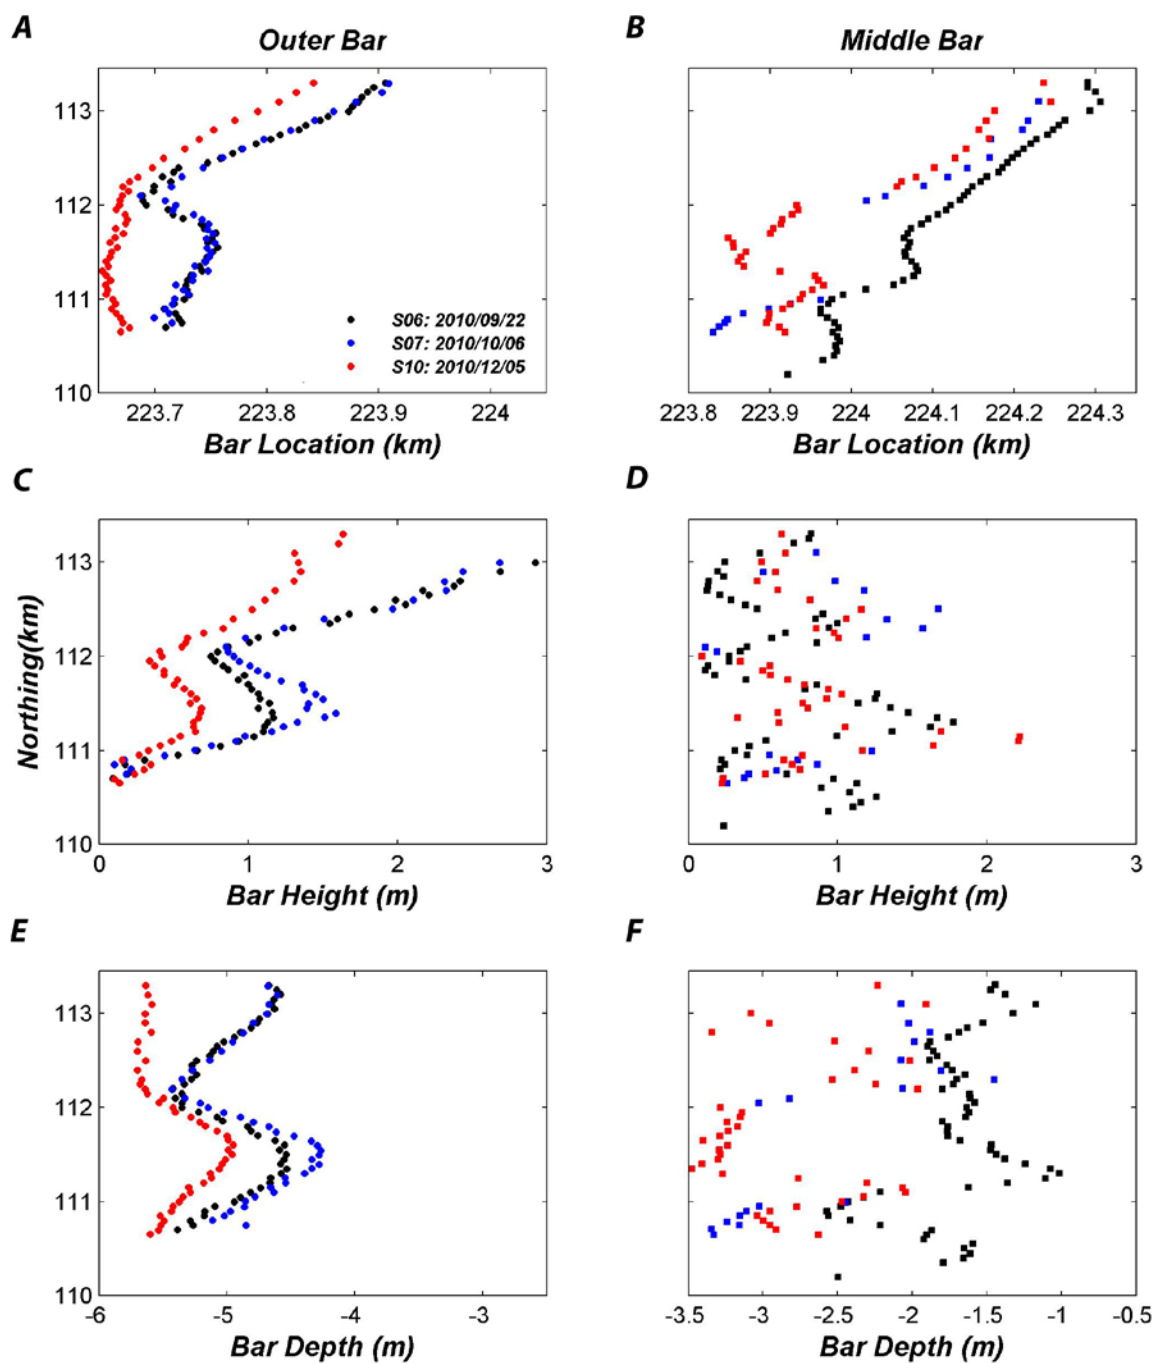 A
Outer Bar
B
Middle Bar
113
112
111
110
S06: 2010/09/22
S07: 2010/10/06
S10: 2010/12/05
223.7 223.8 223.9 224
Bar Location (km)
223.8 223.9 224 224.1 224.2 224.3
Bar Location (km)
C
D
113
112
111
110
Northing(km)
0 1 2 3
Bar Height (m)
0 1 2 3
Bar Height (m)
E
F
113
112
111
110
-6 -5 -4 -3
Bar Depth (m)
-3.5 -3 -2.5 -2 -1.5 -1 -0.5
Bar Depth (m)